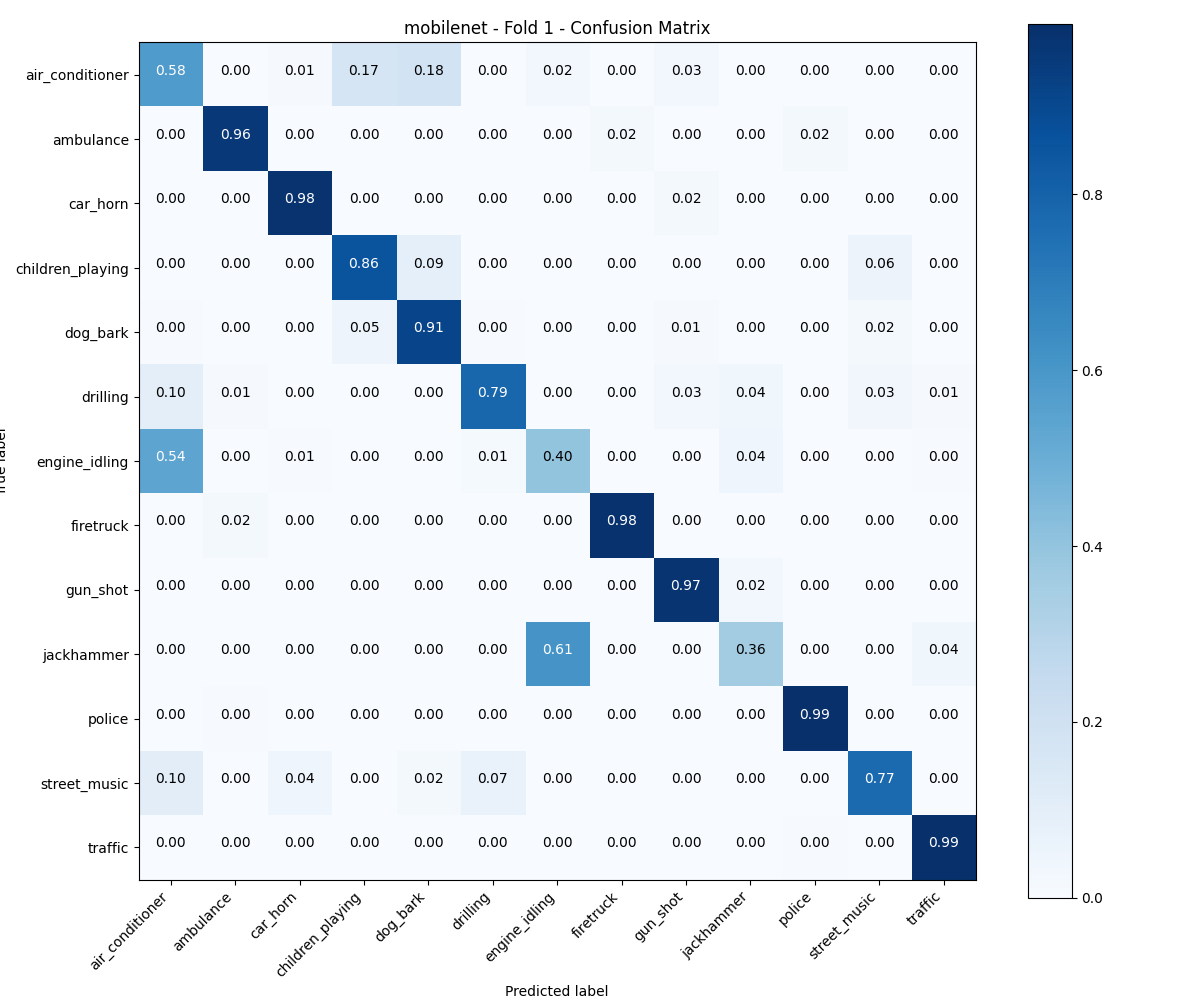 mobilenet - Fold 1 - Confusion Matrix
air_conditioner 0.58 0.00 0.01 0.17 0.18 0.00 0.02 0.00 0.03 0.00 0.00 0.00 0.00
ambulance 0.00 0.96 0.00 0.00 0.00 0.00 0.00 0.02 0.00 0.00 0.02 0.00 0.00
car_horn 0.00 0.00 0.98 0.00 0.00 0.00 0.00 0.00 0.02 0.00 0.00 0.00 0.00
children_playing 0.00 0.00 0.00 0.86 0.09 0.00 0.00 0.00 0.00 0.00 0.00 0.06 0.00
dog_bark 0.00 0.00 0.00 0.05 0.91 0.00 0.00 0.00 0.01 0.00 0.00 0.02 0.00
drilling 0.10 0.01 0.00 0.00 0.00 0.79 0.00 0.00 0.03 0.04 0.00 0.03 0.01
engine_idling 0.54 0.00 0.01 0.00 0.00 0.01 0.40 0.00 0.00 0.04 0.00 0.00 0.00
firetruck 0.00 0.02 0.00 0.00 0.00 0.00 0.00 0.98 0.00 0.00 0.00 0.00 0.00
gun_shot 0.00 0.00 0.00 0.00 0.00 0.00 0.00 0.00 0.97 0.02 0.00 0.00 0.00
jackhammer 0.00 0.00 0.00 0.00 0.00 0.00 0.61 0.00 0.00 0.36 0.00 0.00 0.04
police 0.00 0.00 0.00 0.00 0.00 0.00 0.00 0.00 0.00 0.00 0.99 0.00 0.00
street_music 0.10 0.00 0.04 0.00 0.02 0.07 0.00 0.00 0.00 0.00 0.00 0.77 0.00
traffic 0.00 0.00 0.00 0.00 0.00 0.00 0.00 0.00 0.00 0.00 0.00 0.00 0.99
air_conditioner ambulance car_horn children_playing dog_bark drilling engine_idling firetruck gun_shot jackhammer police street_music traffic
Predicted label
label
0.8
0.6
0.4
0.2
0.0